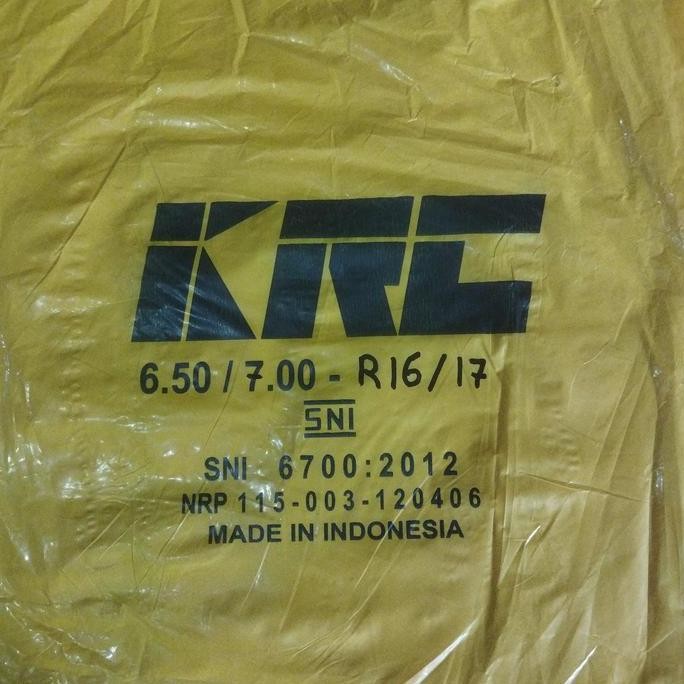 KRC
6.50 / 7.00 - R16/17
SNI
SNI 6700:2012
NRP 115-003-120406
MADE IN INDONESIA